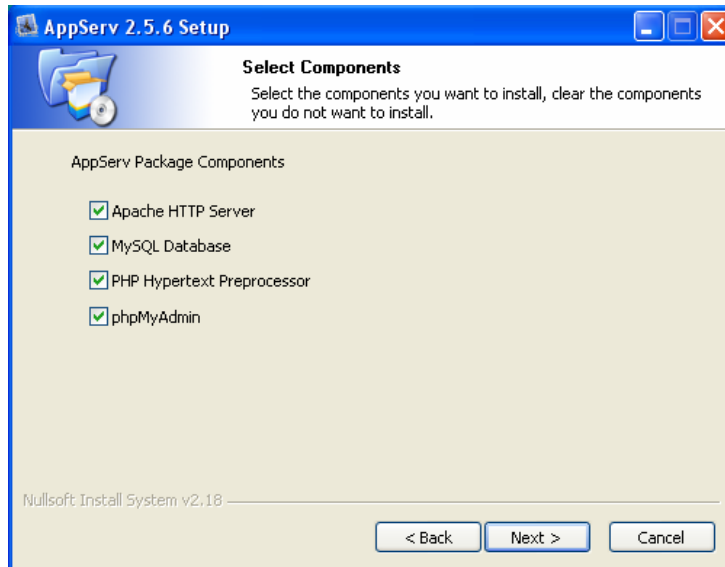 AppServ 2.5.6 Setup
Select Components
Select the components you want to install, clear the components
you do not want to install.
AppServ Package Components
Apache HTTP Server
MySQL Database
PHP Hypertext Preprocessor
phpMyAdmin
Nullsoft Install System v2.18
< Back Next > Cancel